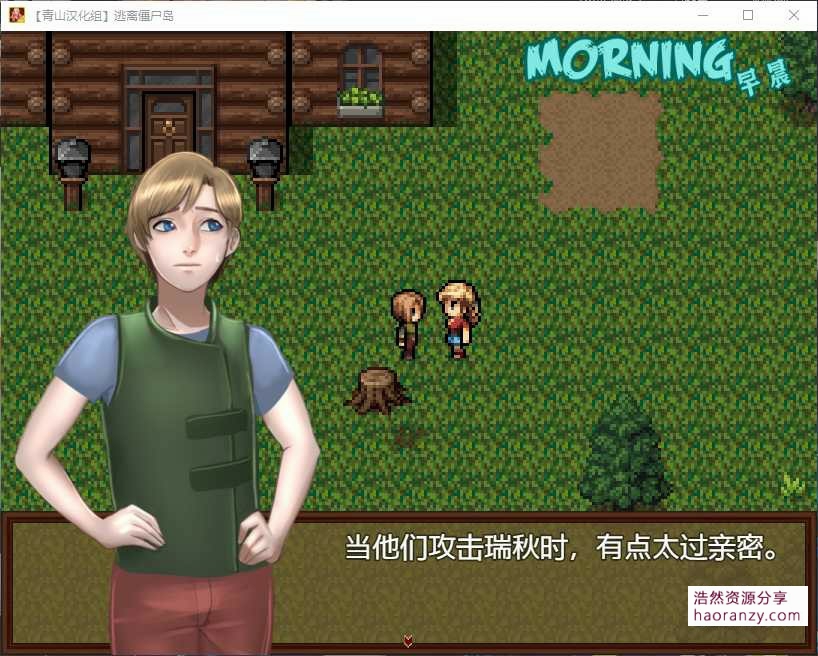 【青山汉化组】逃离僵尸岛
MORNING
早晨
当他们攻击瑞秋时，有点太过亲密。
浩然资源分享
haoranzy.com